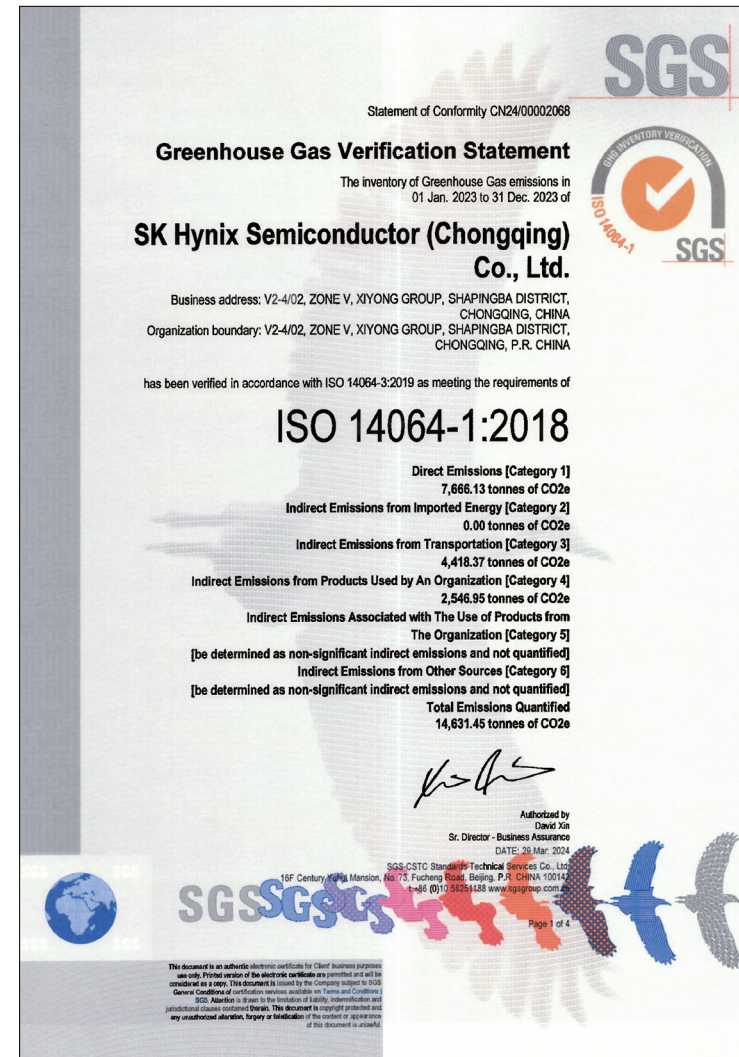 SGS
Statement of Conformity CN24/00002068
Greenhouse Gas Verification Statement
The inventory of Greenhouse Gas emissions in
01 Jan. 2023 to 31 Dec. 2023 of
GHG INVENTORY VERIFICATION
ISO 14064-1
SGS
SK Hynix Semiconductor (Chongqing)
Co., Ltd.
Business address: V2-4/02, ZONE V, XIYONG GROUP, SHAPINGBA DISTRICT,
CHONGQING, CHINA
Organization boundary: V2-4/02, ZONE V, XIYONG GROUP, SHAPINGBA DISTRICT,
CHONGQING, P.R. CHINA
has been verified in accordance with ISO 14064-3:2019 as meeting the requirements of
ISO 14064-1:2018
Direct Emissions [Category 1]
7,666.13 tonnes of CO2e
Indirect Emissions from Imported Energy [Category 2]
0.00 tonnes of CO2e
Indirect Emissions from Transportation [Category 3]
4,418.37 tonnes of CO2e
Indirect Emissions from Products Used by An Organization [Category 4]
2,546.95 tonnes of CO2e
Indirect Emissions Associated with The Use of Products from
The Organization [Category 5]
[be determined as non-significant indirect emissions and not quantified]
Indirect Emissions from Other Sources [Category 6]
[be determined as non-significant indirect emissions and not quantified]
Total Emissions Quantified
14,631.45 tonnes of CO2e
Authorized by
David Xin
Sr. Director - Business Assurance
DATE: 29 Mar. 2024
SGS-CSTC Standards Technical Services Co., Ltd.
16F Century Yuhui Mansion, No. 73, Fucheng Road, Beijing, P.R. CHINA 100142
t +86 (0)10 58251188 www.sgsgroup.com.cn
SGS SGS SGS
Page 1 of 4
This document is an authentic electronic certificate for Client' business purposes
use only. Printed version of the electronic certificate are permitted and will be
considered as a copy. This document is issued by the Company subject to SGS
General Conditions of certification services available on Terms and Conditions |
SGS. Attention is drawn to the limitation of liability, indemnification and
jurisdictional clauses contained therein. This document is copyright protected and
any unauthorized alteration, forgery or falsification of the content or appearance
of this document is unlawful.